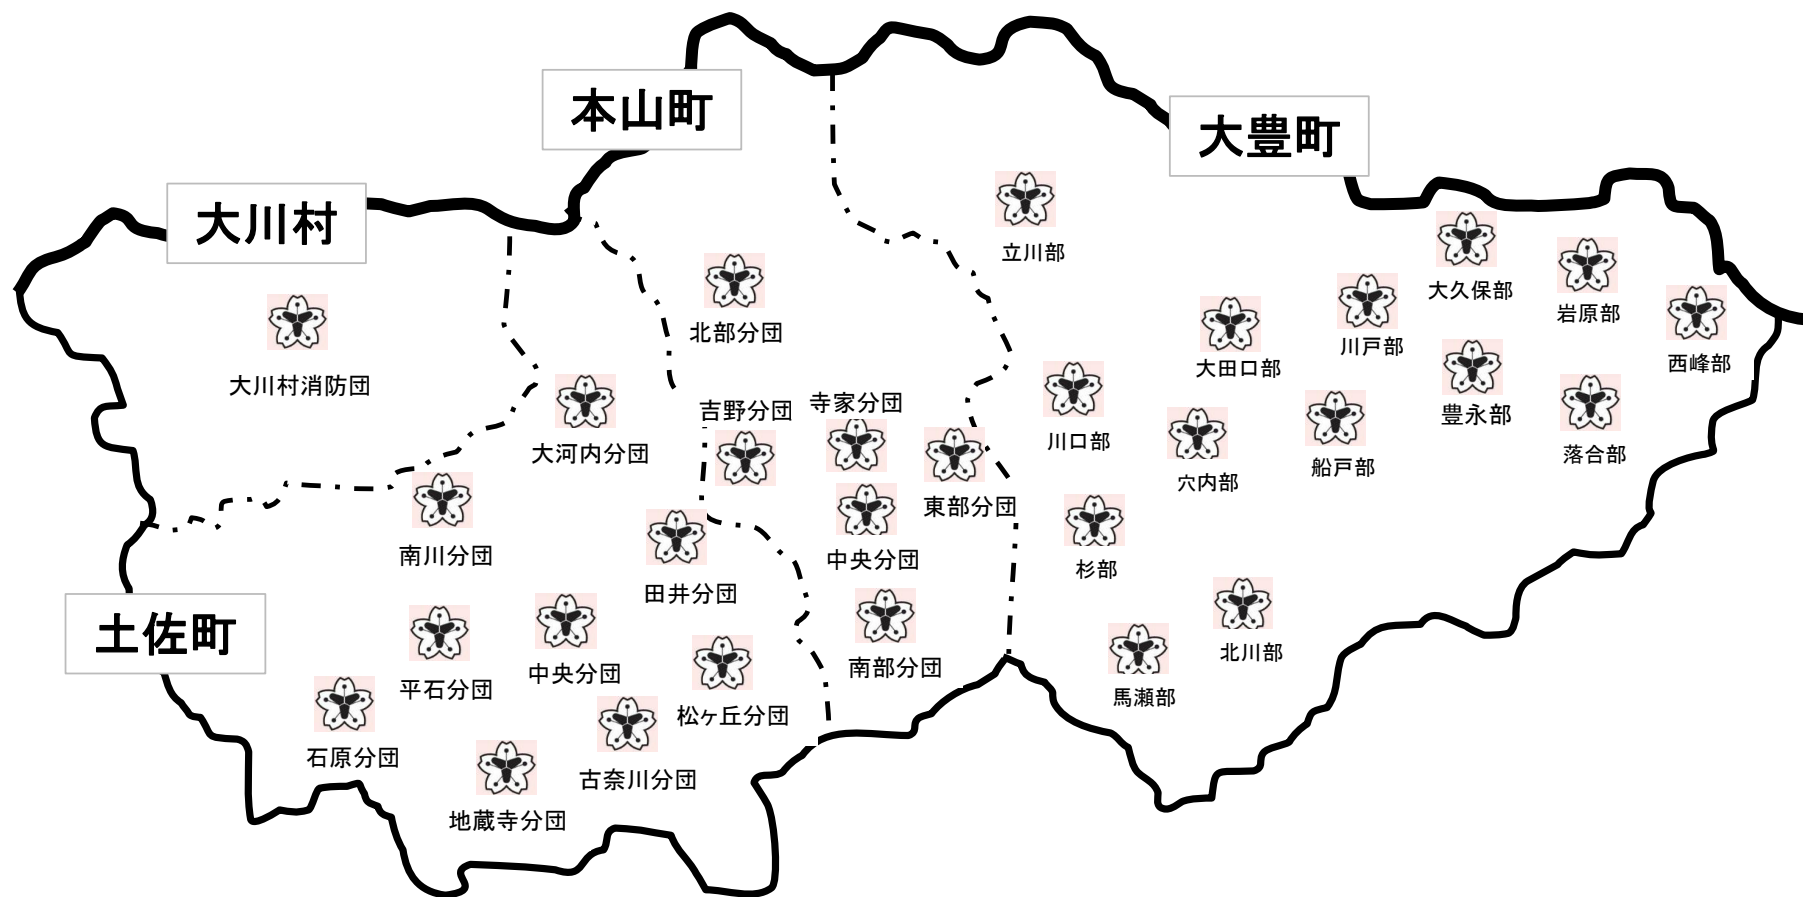 本山町
大豊町
大川村
立川部
大久保部
岩原部
北部分団
川戸部
西峰部
大田口部
大川村消防団
吉野分団
寺家分団
豊永部
川口部
大河内分団
落合部
船戸部
穴内部
東部分団
南川分団
中央分団
杉部
田井分団
土佐町
北川部
南部分団
中央分団
平石分団
馬瀬部
松ヶ丘分団
石原分団
古奈川分団
地蔵寺分団